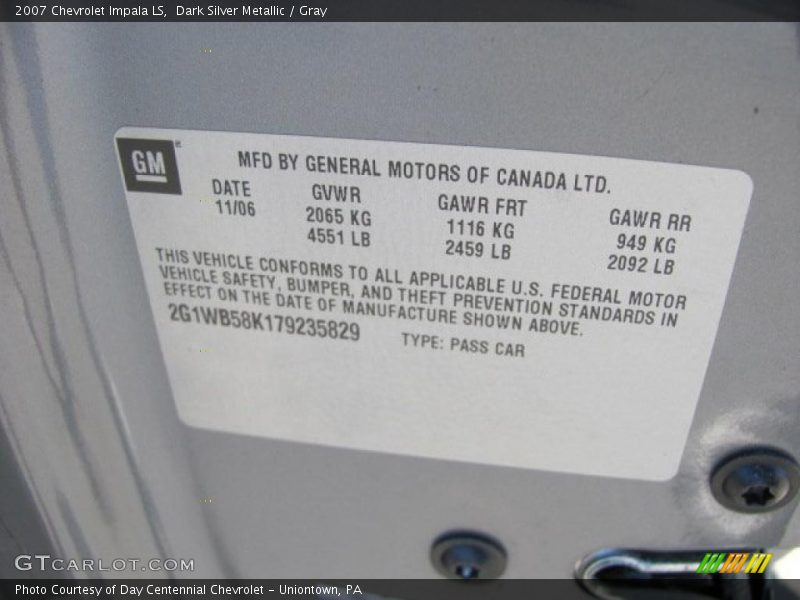 2007 Chevrolet Impala LS,  Dark Silver Metallic / Gray
GM
MFD BY GENERAL MOTORS OF CANADA LTD.
DATE GVWR GAWR FRT GAWR RR
11/06 2065 KG 1116 KG 949 KG
4551 LB 2459 LB 2092 LB
THIS VEHICLE CONFORMS TO ALL APPLICABLE U.S. FEDERAL MOTOR
VEHICLE SAFETY, BUMPER, AND THEFT PREVENTION STANDARDS IN
EFFECT ON THE DATE OF MANUFACTURE SHOWN ABOVE.
2G1WB58K179235829 TYPE: PASS CAR
GTCARLOT.COM
Photo Courtesy of Day Centennial Chevrolet - Uniontown, PA